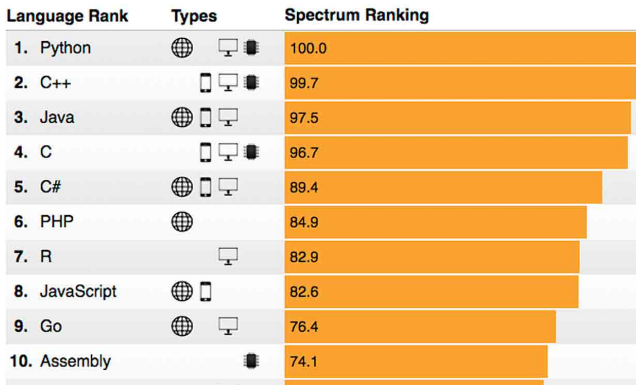 Language Rank Types Spectrum Ranking
1. Python 100.0
2. C++ 99.7
3. Java 97.5
4. C 96.7
5. C# 89.4
6. PHP 84.9
7. R 82.9
8. JavaScript 82.6
9. Go 76.4
10. Assembly 74.1